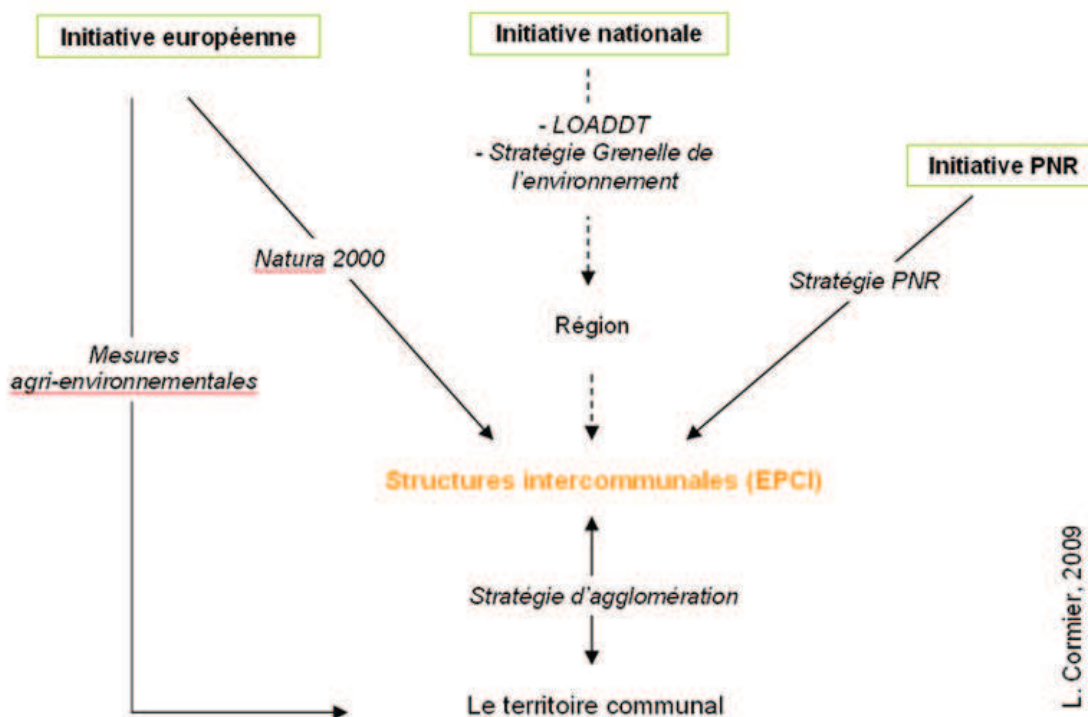 Initiative européenne
Initiative nationale
- LOADDT
- Stratégie Grenelle de
l'environnement
Initiative PNR
Natura 2000
Stratégie PNR
Région
Mesures
agri-environnementales
Structures intercommunales (EPCI)
Stratégie d'agglomération
Le territoire communal
L. Cormier, 2009